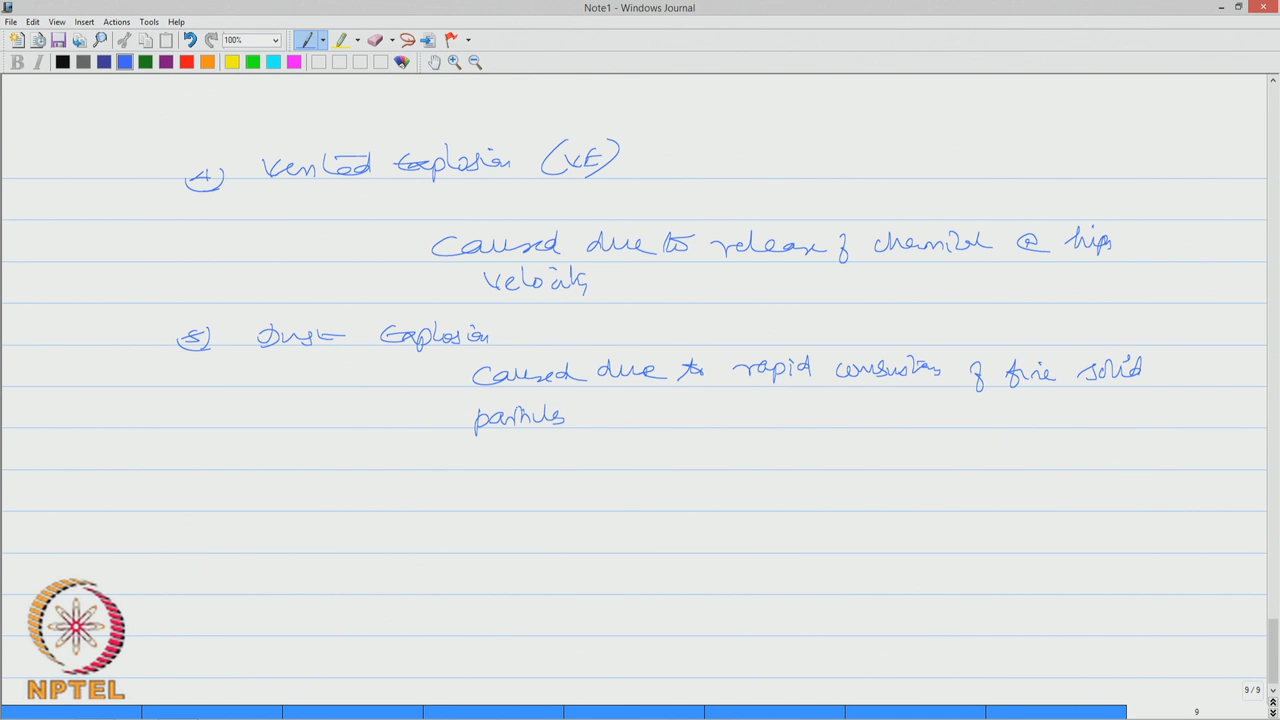 Note1 - Windows Journal
File Edit View Insert Actions Tools Help
100%
B I
4) Vented Explosion (VE)
Caused due to release of chemical @ high
velocity
5) Dust Explosion
Caused due to rapid combustion of fine solid
particles
NPTEL
9 / 9
9